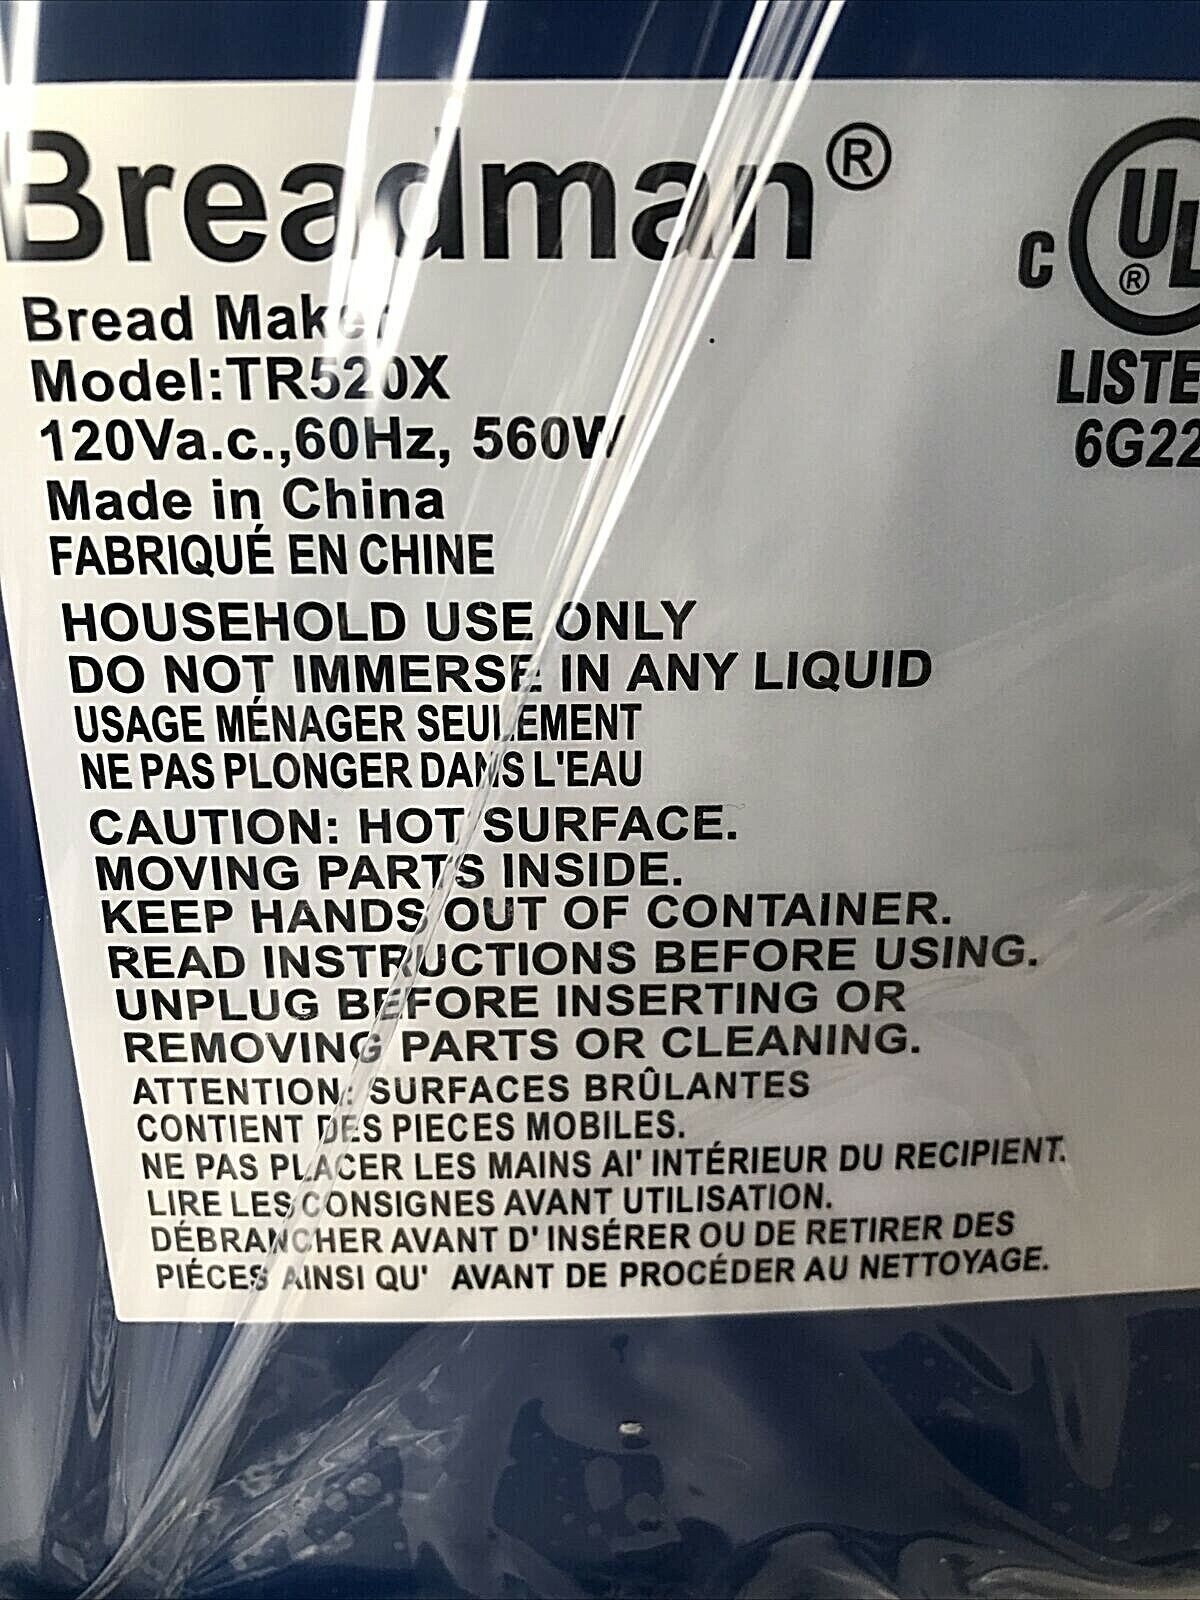 Breadman®
Bread Maker
Model:TR520X
120Va.c.,60Hz, 560W
Made in China
FABRIQUÉ EN CHINE
HOUSEHOLD USE ONLY
DO NOT IMMERSE IN ANY LIQUID
USAGE MÉNAGER SEULEMENT
NE PAS PLONGER DANS L'EAU
CAUTION: HOT SURFACE.
MOVING PARTS INSIDE.
KEEP HANDS OUT OF CONTAINER.
READ INSTRUCTIONS BEFORE USING.
UNPLUG BEFORE INSERTING OR
REMOVING PARTS OR CLEANING.
ATTENTION: SURFACES BRÛLANTES
CONTIENT DES PIECES MOBILES.
NE PAS PLACER LES MAINS AI' INTÉRIEUR DU RECIPIENT.
LIRE LES CONSIGNES AVANT UTILISATION.
DÉBRANCHER AVANT D' INSÉRER OU DE RETIRER DES
PIÉCES AINSI QU' AVANT DE PROCÉDER AU NETTOYAGE.
C UL ®
LISTE
6G22